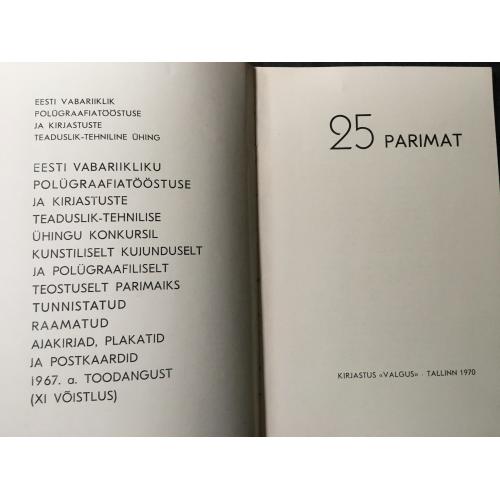 EESTI VABARIIKLIK
POLÜGRAAFIATÖÖSTUSE
JA KIRJASTUSTE
TEADUSLIK-TEHNILINE ÜHING
EESTI VABARIIKLIKU
POLÜGRAAFIATÖÖSTUSE
JA KIRJASTUSTE
TEADUSLIK-TEHNILISE
ÜHINGU KONKURSIL
KUNSTILISELT KUJUNDUSELT
JA POLÜGRAAFILISELT
TEOSTUSELT PARIMAIKS
TUNNISTATUD
RAAMATUD
AJAKIRJAD, PLAKATID
JA POSTKAARDID
1967. a. TOODANGUST
(XI VÕISTLUS)
25 PARIMAT
KIRJASTUS «VALGUS» · TALLINN 1970